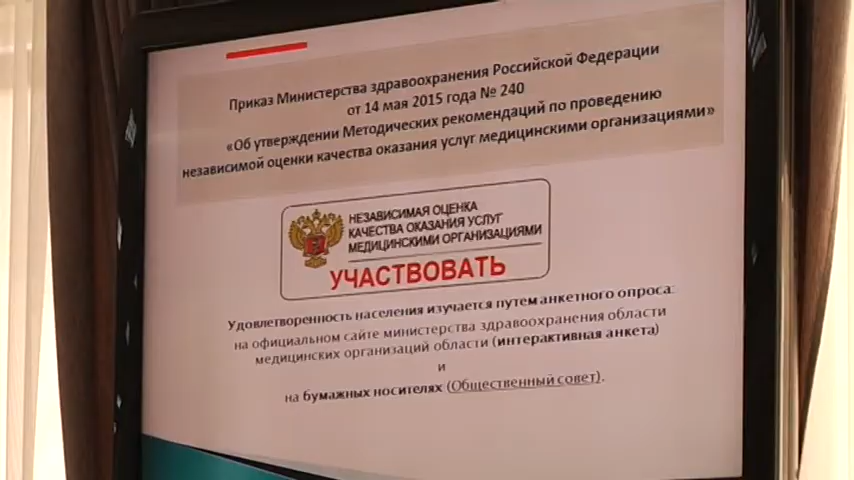 Приказ Министерства здравоохранения Российской Федерации
от 14 мая 2015 года № 240
«Об утверждении Методических рекомендаций по проведению
независимой оценки качества оказания услуг медицинскими организациями»
НЕЗАВИСИМАЯ ОЦЕНКА
КАЧЕСТВА ОКАЗАНИЯ УСЛУГ
МЕДИЦИНСКИМИ ОРГАНИЗАЦИЯМИ
УЧАСТВОВАТЬ
Удовлетворенность населения изучается путем анкетного опроса:
на официальном сайте министерства здравоохранения области
медицинских организаций области (интерактивная анкета)
и
на бумажных носителях (Общественный совет).